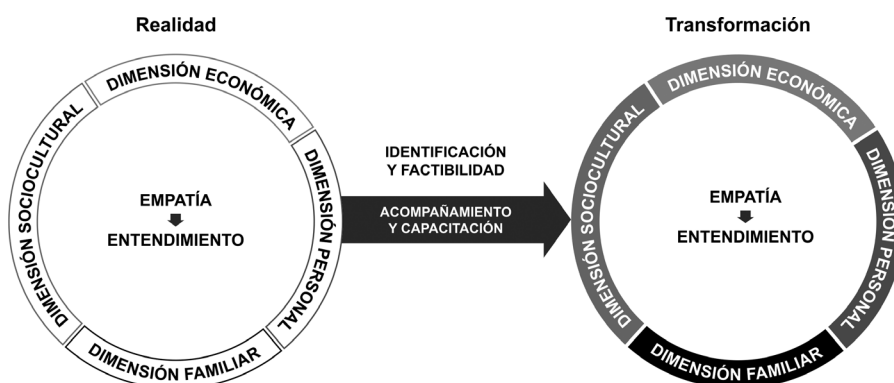 Realidad
DIMENSIÓN ECONÓMICA
DIMENSIÓN SOCIOCULTURAL
DIMENSIÓN PERSONAL
DIMENSIÓN FAMILIAR
EMPATÍA
ENTENDIMIENTO
IDENTIFICACIÓN
Y FACTIBILIDAD
ACOMPAÑAMIENTO
Y CAPACITACIÓN
Transformación
DIMENSIÓN ECONÓMICA
DIMENSIÓN SOCIOCULTURAL
DIMENSIÓN PERSONAL
DIMENSIÓN FAMILIAR
EMPATÍA
ENTENDIMIENTO